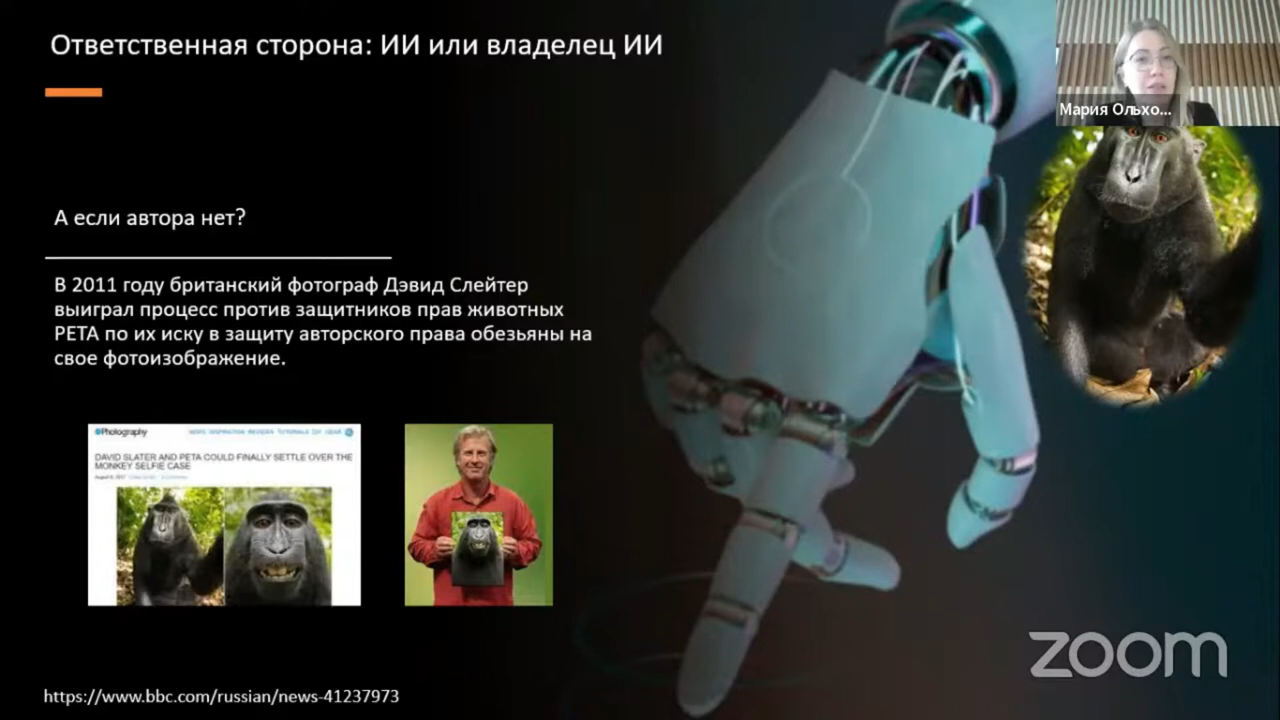 Ответственная сторона: ИИ или владелец ИИ
Мария Ольхо...
А если автора нет?
В 2011 году британский фотограф Дэвид Слейтер
выиграл процесс против защитников прав животных
PETA по их иску в защиту авторского права обезьяны на
свое фотоизображение.
Photography
DAVID SLATER AND PETA COULD FINALLY SETTLE OVER THE
MONKEY SELFIE CASE
zoom
https://www.bbc.com/russian/news-41237973